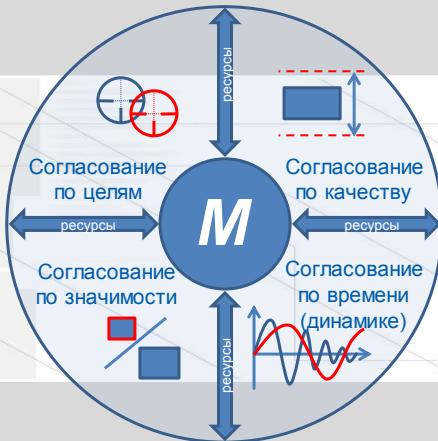 ресурсы
Согласование
по целям
Согласование
по качеству
ресурсы
М
ресурсы
Согласование
по значимости
Согласование
по времени
(динамике)
ресурсы